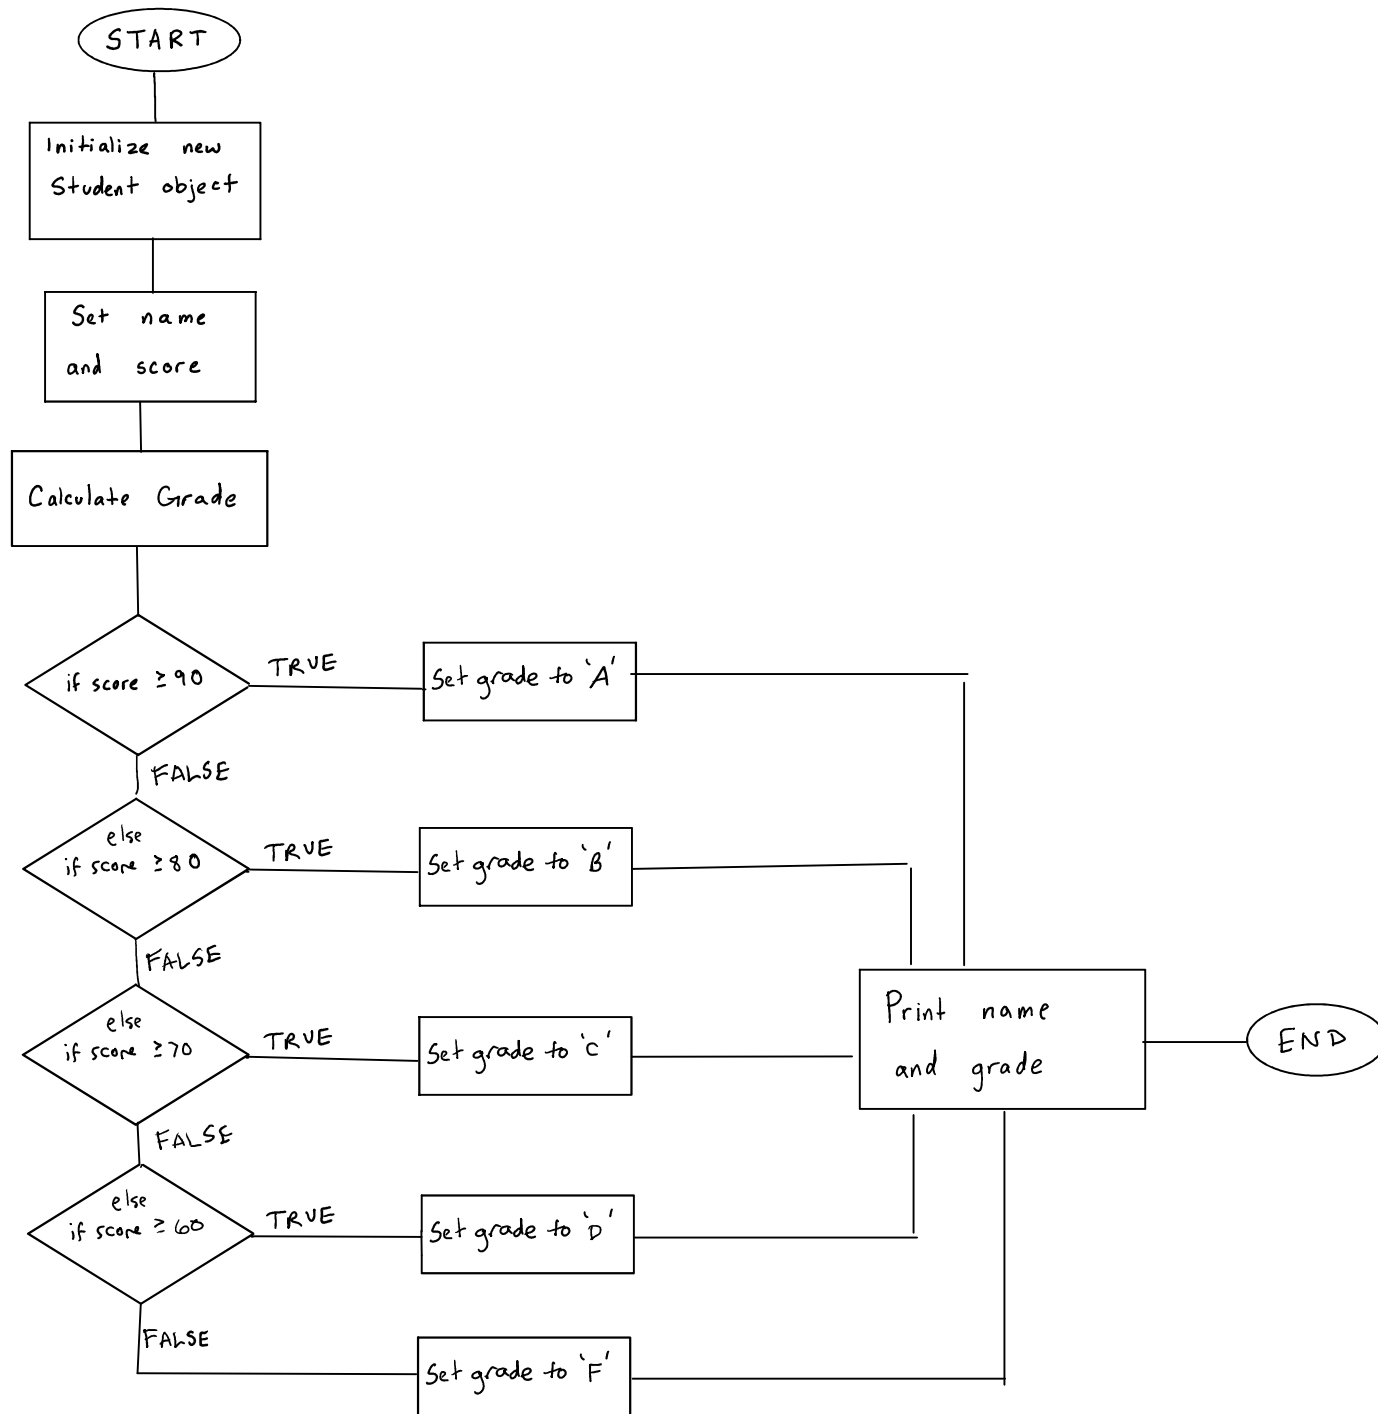 START
Initialize new
Student object
Set name
and score
Calculate Grade
if score ≥90
TRUE
Set grade to 'A'
FALSE
else
if score ≥80
TRUE
Set grade to 'B'
FALSE
else
if score ≥70
TRUE
Set grade to 'C'
Print name
and grade
END
FALSE
else
if score ≥ 60
TRUE
Set grade to 'D'
FALSE
Set grade to 'F'